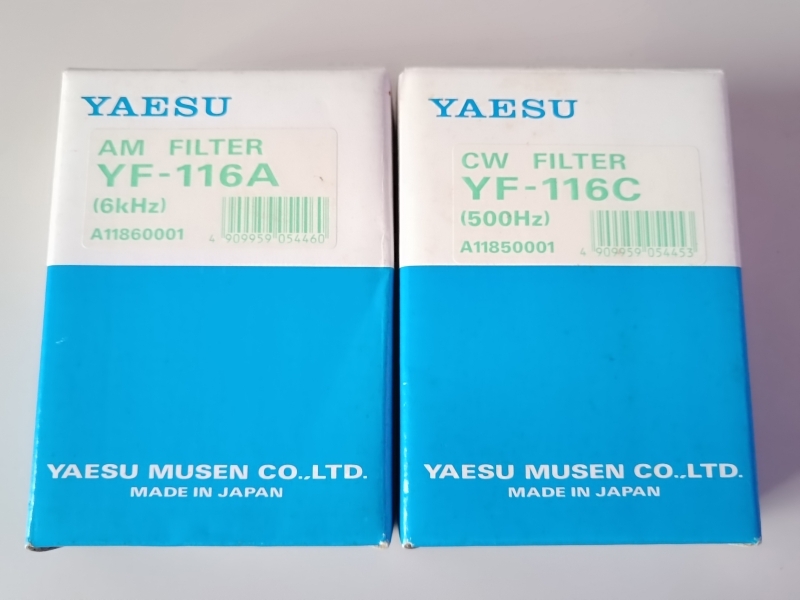 YAESU
AM FILTER
YF-116A
(6kHz)
A11860001
4 909959 054460
YAESU MUSEN CO.,LTD.
MADE IN JAPAN
YAESU
CW FILTER
YF-116C
(500Hz)
A11850001
4 909959 054453
YAESU MUSEN CO.,LTD.
MADE IN JAPAN